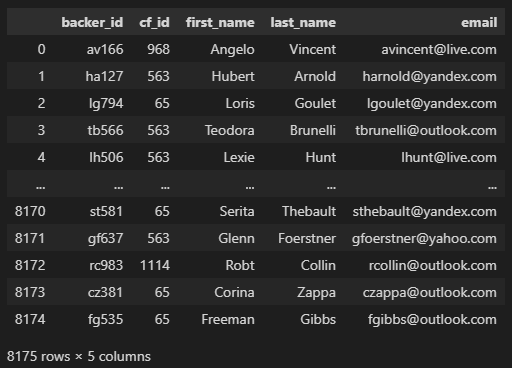 backer_id cf_id first_name last_name email
0 av166 968 Angelo Vincent avincent@live.com
1 ha127 563 Hubert Arnold harnold@yandex.com
2 lg794 65 Loris Goulet lgoulet@yandex.com
3 tb566 563 Teodora Brunelli tbrunelli@outlook.com
4 lh506 563 Lexie Hunt lhunt@live.com
... ... ... ... ... ...
8170 st581 65 Serita Thebault sthebault@yandex.com
8171 gf637 563 Glenn Foerstner gfoerstner@yahoo.com
8172 rc983 1114 Robt Collin rcollin@outlook.com
8173 cz381 65 Corina Zappa czappa@outlook.com
8174 fg535 65 Freeman Gibbs fgibbs@outlook.com
8175 rows × 5 columns